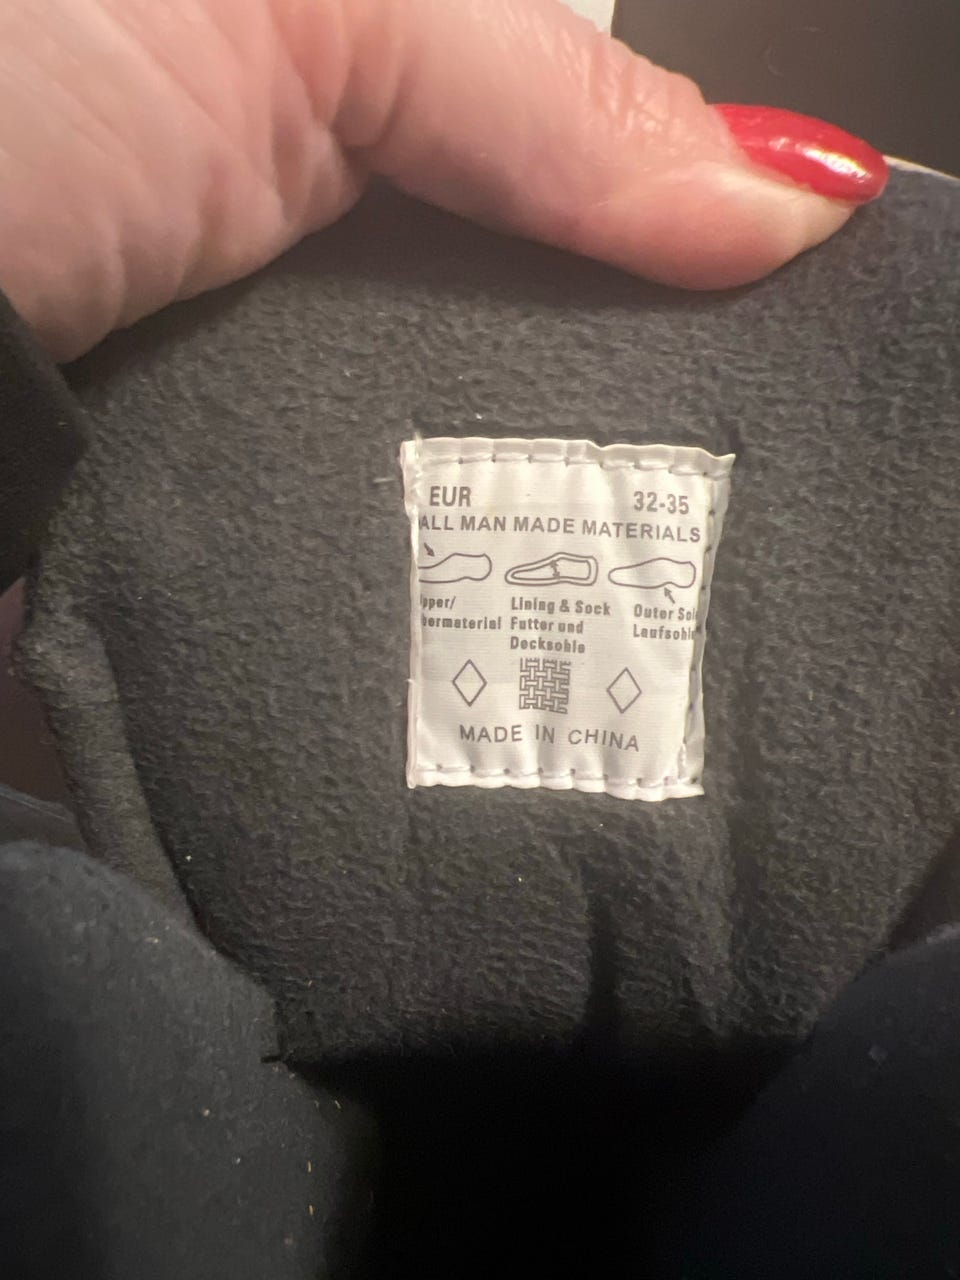 EUR 32-35
ALL MAN MADE MATERIALS
pper/ Lining & Sock Outer Sol
bermaterial Futter und Laufsohl
Decksohle
MADE IN CHINA